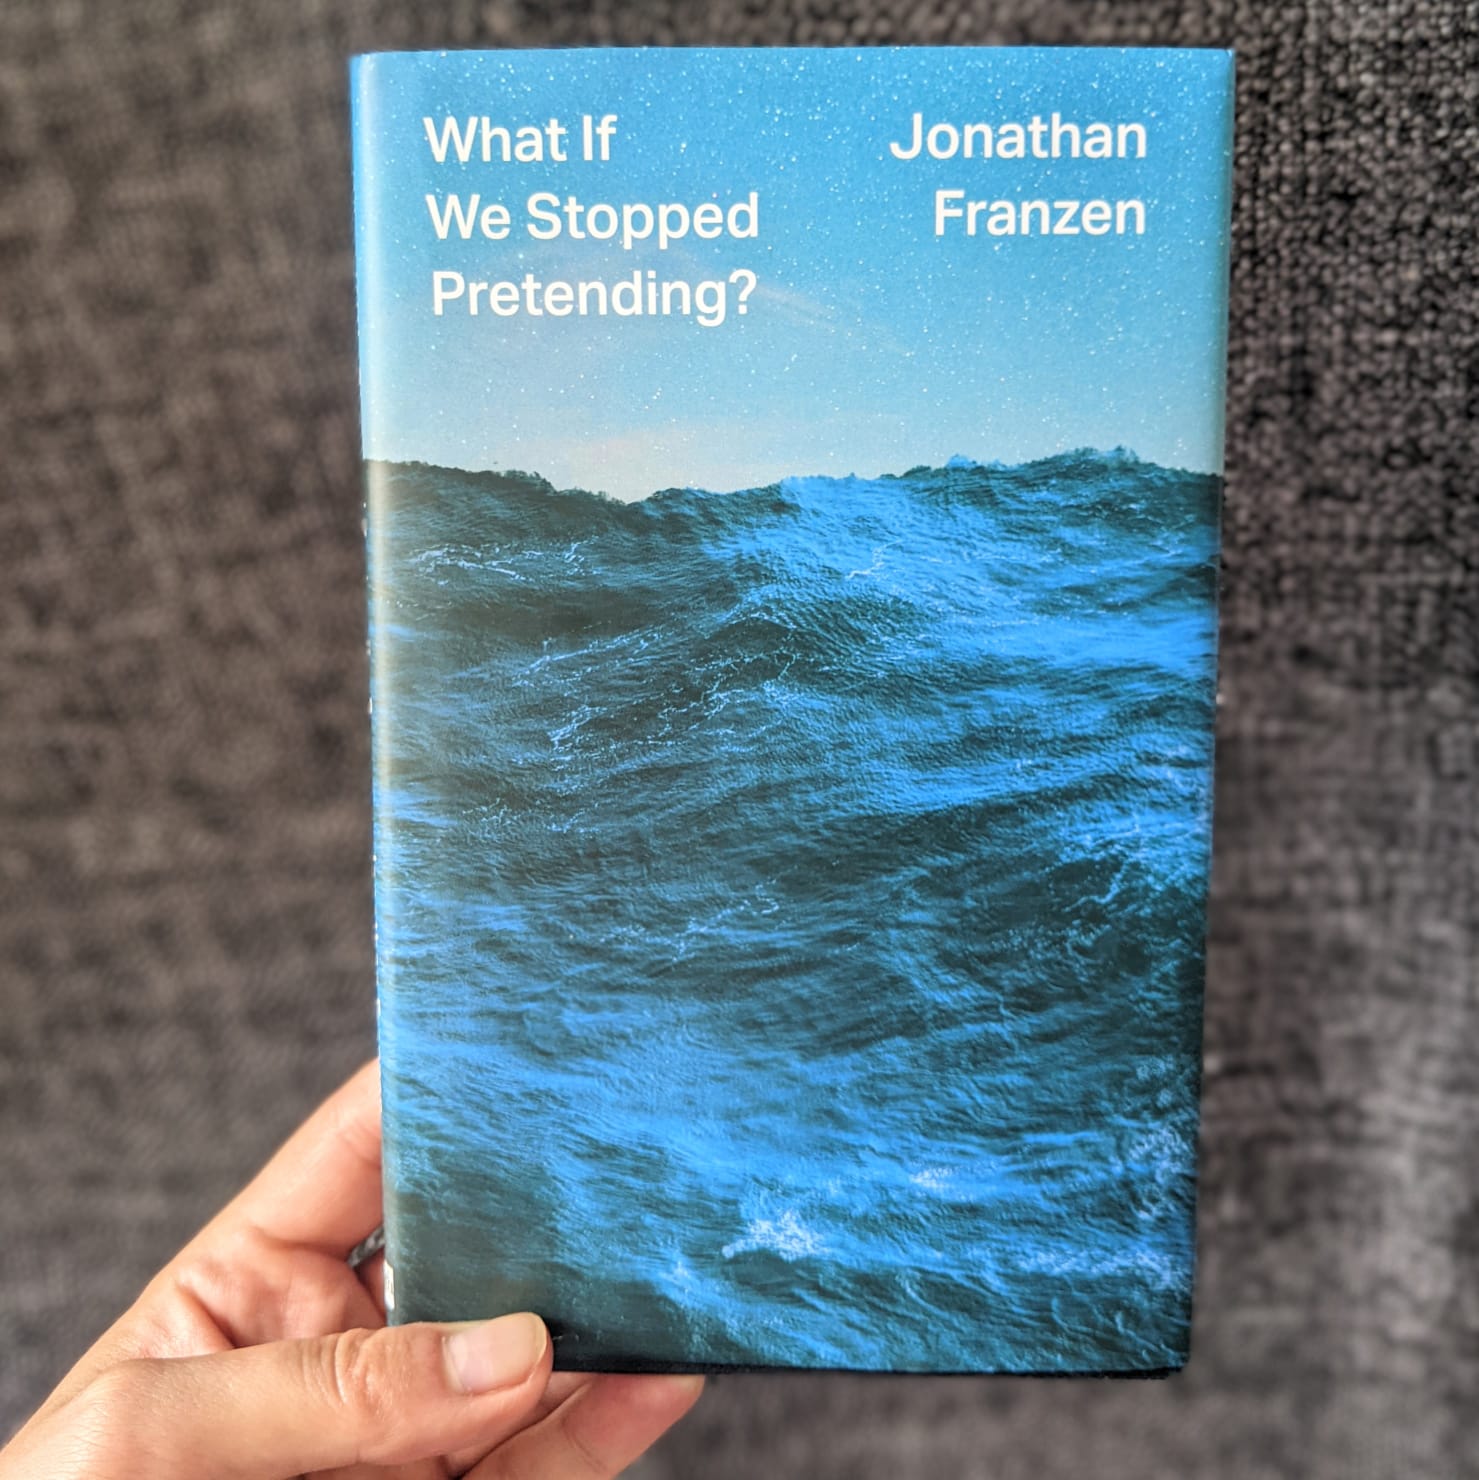 What If
We Stopped
Pretending?
Jonathan
Franzen